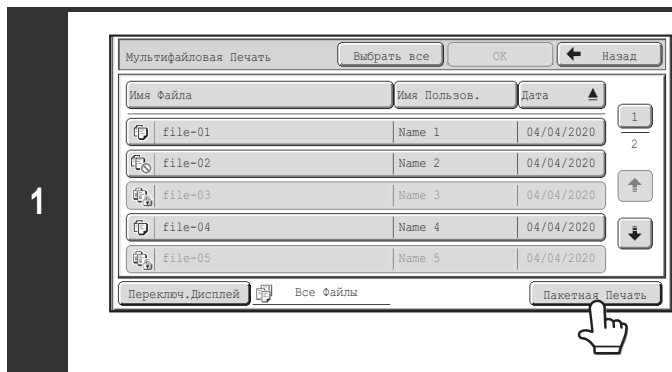 1
Мультифайловая Печать Выбрать все OK Назад
Имя Файла Имя Пользов. Дата
file-01 Name 1 04/04/2020
file-02 Name 2 04/04/2020
file-03 Name 3 04/04/2020
file-04 Name 4 04/04/2020
file-05 Name 5 04/04/2020
1
2
Переключ.Дисплей Все Файлы Пакетная Печать